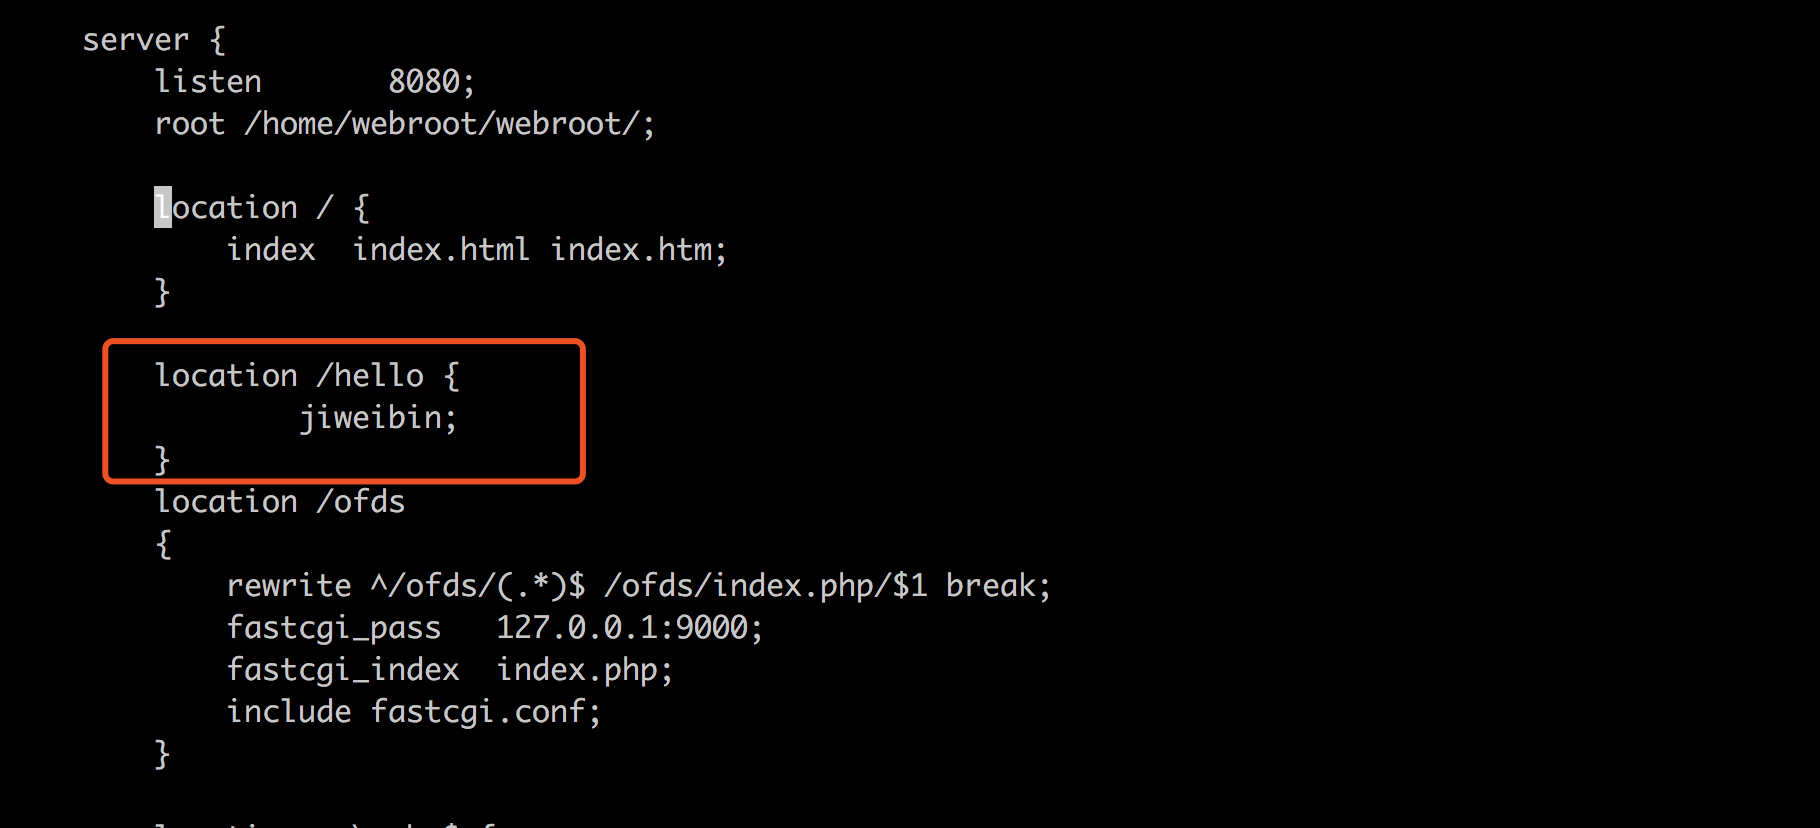 server {
listen 8080;
root /home/webroot/webroot/;
location / {
index index.html index.htm;
}
location /hello {
jiweibin;
}
location /ofds
{
rewrite ^/ofds/(.*)$ /ofds/index.php/$1 break;
fastcgi_pass 127.0.0.1:9000;
fastcgi_index index.php;
include fastcgi.conf;
}